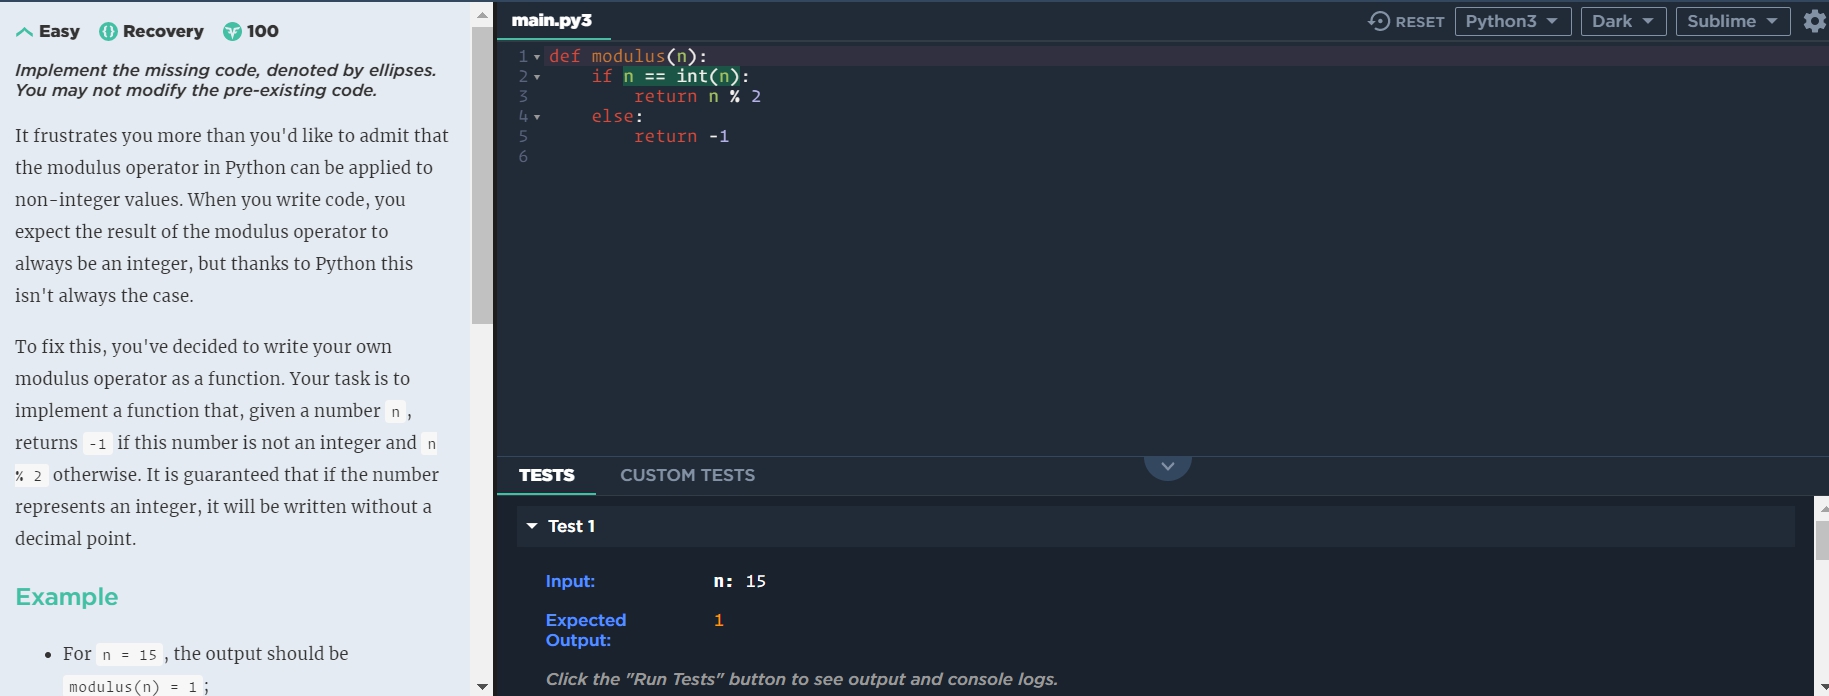 Easy Recovery 100
Implement the missing code, denoted by ellipses.
You may not modify the pre-existing code.
It frustrates you more than you'd like to admit that
the modulus operator in Python can be applied to
non-integer values. When you write code, you
expect the result of the modulus operator to
always be an integer, but thanks to Python this
isn't always the case.
To fix this, you've decided to write your own
modulus operator as a function. Your task is to
implement a function that, given a number n,
returns -1 if this number is not an integer and n
% 2 otherwise. It is guaranteed that if the number
represents an integer, it will be written without a
decimal point.
Example
• For n = 15, the output should be
modulus(n) = 1;
main.py3
RESET Python3 Dark Sublime
1 def modulus(n):
2     if n == int(n):
3         return n % 2
4     else:
5         return -1
6
TESTS CUSTOM TESTS
Test 1
Input: n: 15
Expected 1
Output:
Click the "Run Tests" button to see output and console logs.